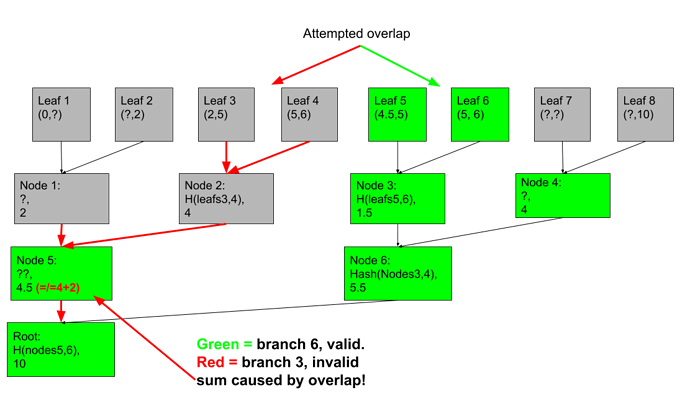 Attempted overlap
Leaf 1
(0,?)
Leaf 2
(?,2)
Leaf 3
(2,5)
Leaf 4
(5,6)
Leaf 5
(4.5,5)
Leaf 6
(5, 6)
Leaf 7
(?,?)
Leaf 8
(?,10)
Node 1:
?,
2
Node 2:
H(leafs3,4),
4
Node 3:
H(leafs5,6),
1.5
Node 4:
?,
4
Node 5:
??,
4.5 (=/=4+2)
Node 6:
Hash(Nodes3,4),
5.5
Root:
H(nodes5,6),
10
Green = branch 6, valid.
Red = branch 3, invalid
sum caused by overlap!